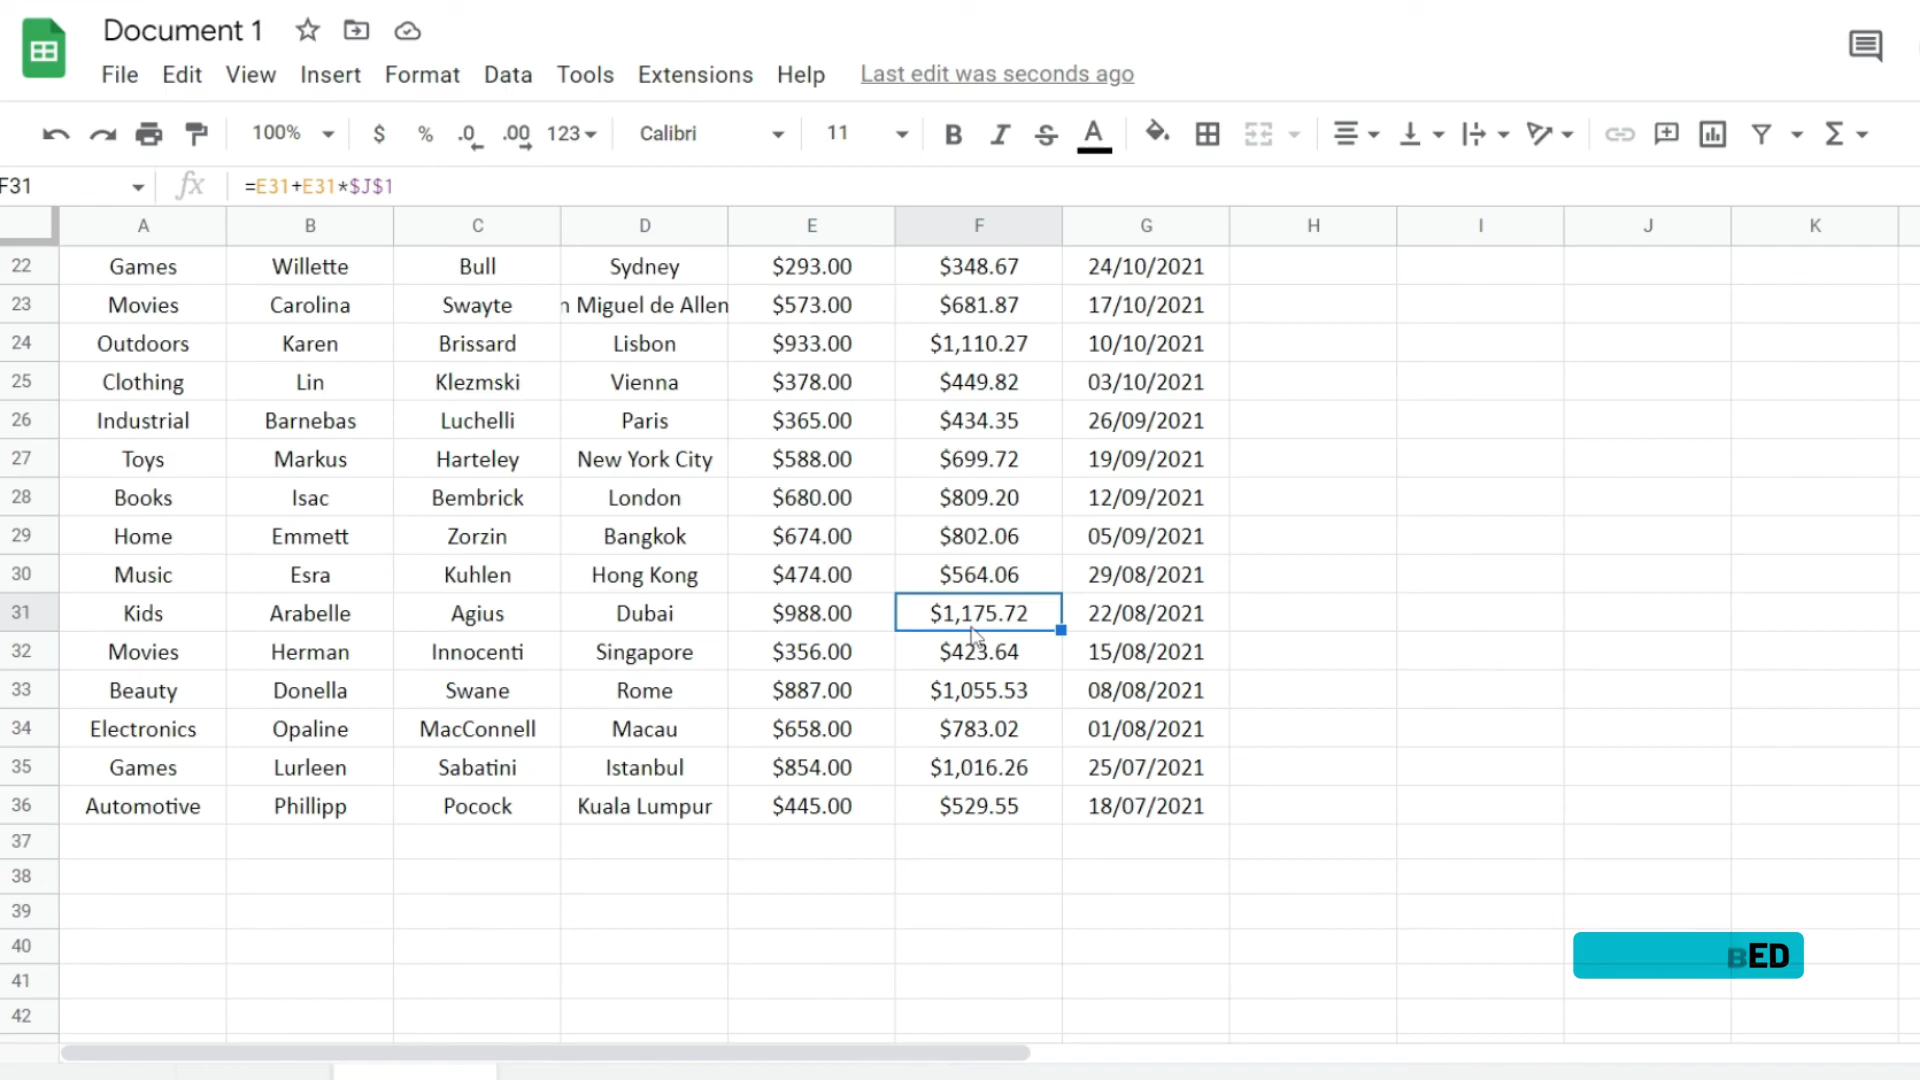 Document 1
File Edit View Insert Format Data Tools Extensions Help Last edit was seconds ago
100% $ % .0 .00 123 Calibri 11 B I S A Σ
F31 fx =E31+E31*$J$1
A B C D E F G H I J K
22 Games Willette Bull Sydney $293.00 $348.67 24/10/2021
23 Movies Carolina Swayte n Miguel de Allen $573.00 $681.87 17/10/2021
24 Outdoors Karen Brissard Lisbon $933.00 $1,110.27 10/10/2021
25 Clothing Lin Klezmski Vienna $378.00 $449.82 03/10/2021
26 Industrial Barnebas Luchelli Paris $365.00 $434.35 26/09/2021
27 Toys Markus Harteley New York City $588.00 $699.72 19/09/2021
28 Books Isac Bembrick London $680.00 $809.20 12/09/2021
29 Home Emmett Zorzin Bangkok $674.00 $802.06 05/09/2021
30 Music Esra Kuhlen Hong Kong $474.00 $564.06 29/08/2021
31 Kids Arabelle Agius Dubai $988.00 $1,175.72 22/08/2021
32 Movies Herman Innocenti Singapore $356.00 $423.64 15/08/2021
33 Beauty Donella Swane Rome $887.00 $1,055.53 08/08/2021
34 Electronics Opaline MacConnell Macau $658.00 $783.02 01/08/2021
35 Games Lurleen Sabatini Istanbul $854.00 $1,016.26 25/07/2021
36 Automotive Phillipp Pocock Kuala Lumpur $445.00 $529.55 18/07/2021
37
38
39
40
BED
41
42